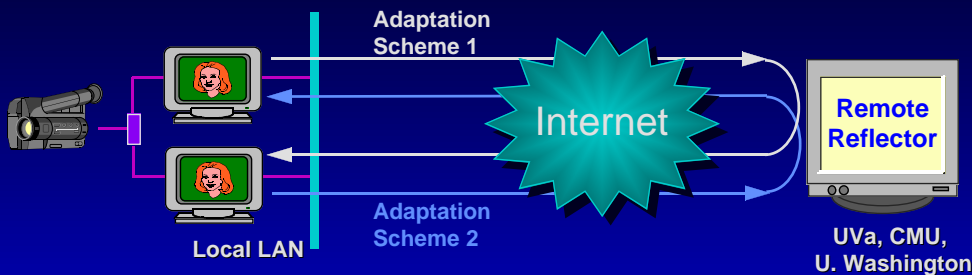 Adaptation
Scheme 1
Internet
Remote
Reflector
Adaptation
Scheme 2
Local LAN
UVa, CMU,
U. Washington